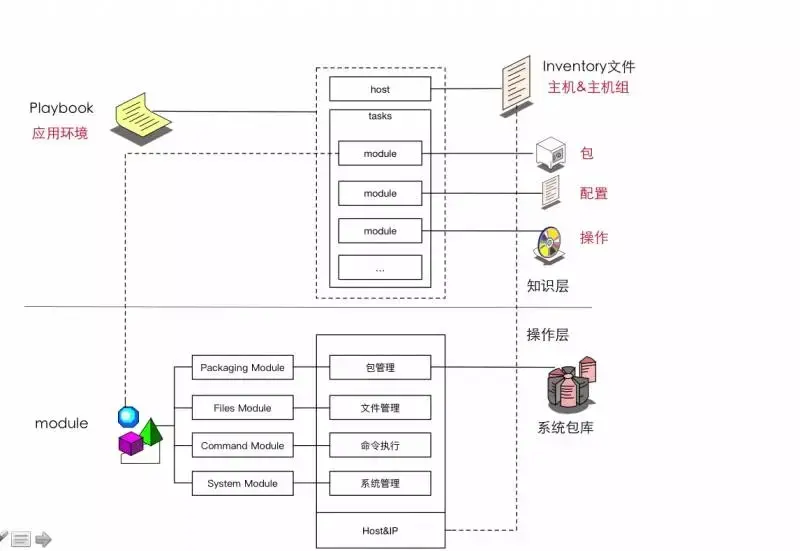 Playbook
应用环境
host
tasks
module
module
module
...
Inventory文件
主机&主机组
包
配置
操作
知识层
操作层
module
Packaging Module
包管理
Files Module
文件管理
Command Module
命令执行
System Module
系统管理
Host&IP
系统包库